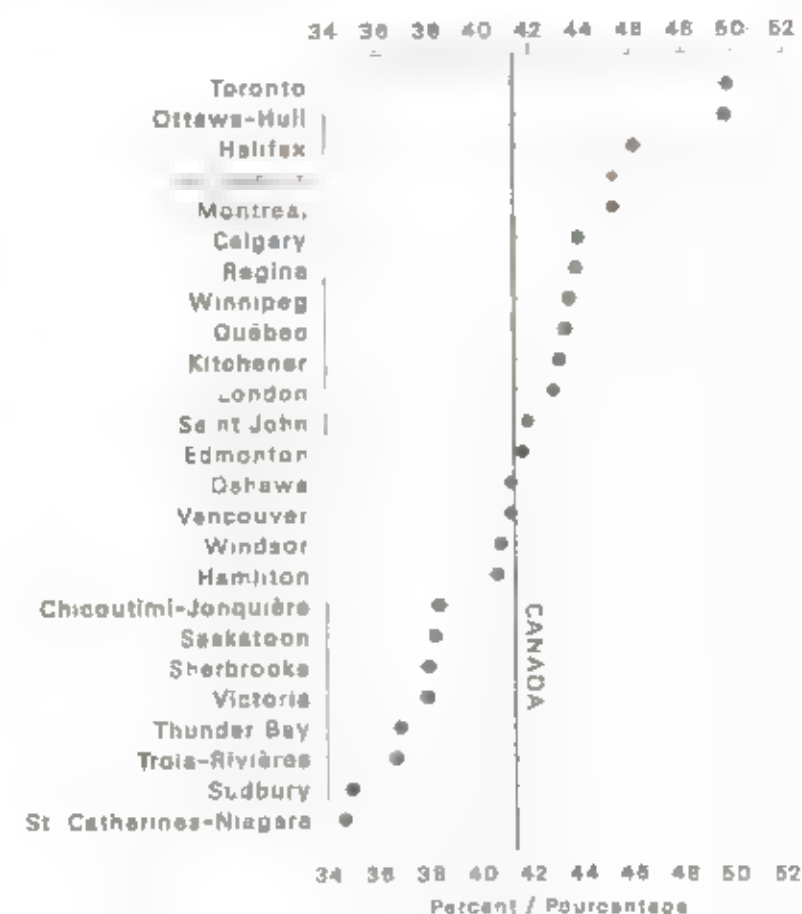 34 36 38 40 42 44 46 48 50 52
Toronto
Ottawa-Hull
Halifax
Montreal
Calgary
Regina
Winnipeg
Québec
Kitchener
London
Saint John
Edmonton
Oshawa
Vancouver
Windsor
Hamilton
Chicoutimi-Jonquière
Saskatoon
Sherbrooke
Victoria
Thunder Bay
Trois-Rivières
Sudbury
St Catharines-Niagara
CANADA
34 36 38 40 42 44 46 48 50 52
Percent / Pourcentage